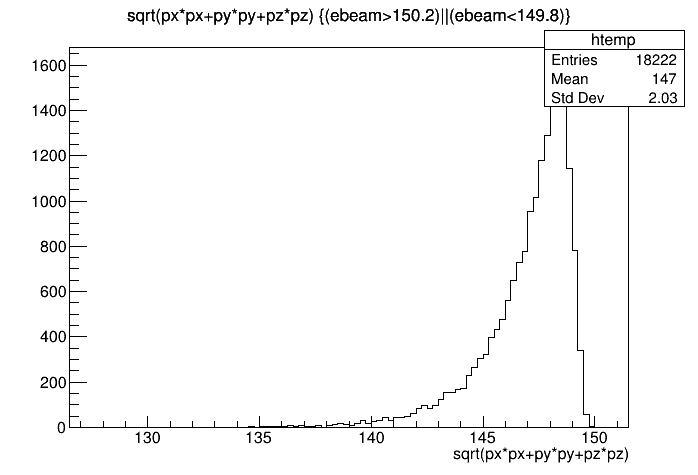 sqrt(px*px+py*py+pz*pz) {(ebeam>150.2)||(ebeam<149.8)}
htemp
Entries 18222
Mean 147
Std Dev 2.03
1600
1400
1200
1000
800
600
400
200
0
130 135 140 145 150
sqrt(px*px+py*py+pz*pz)